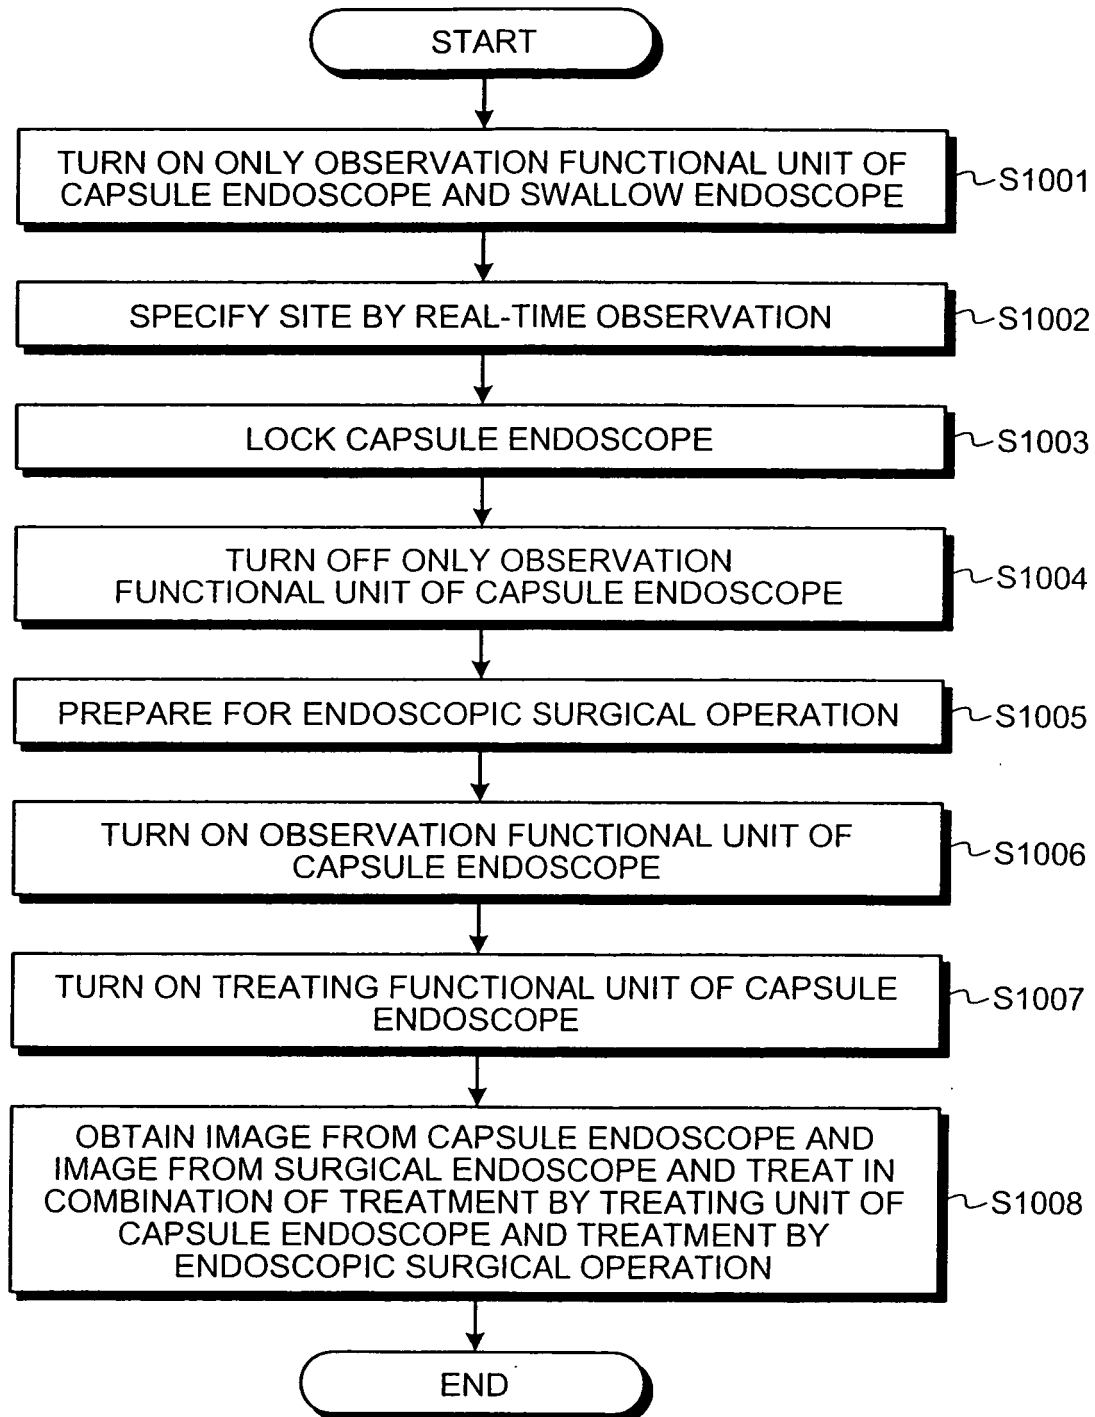 START
TURN ON ONLY OBSERVATION FUNCTIONAL UNIT OF
CAPSULE ENDOSCOPE AND SWALLOW ENDOSCOPE
S1001
SPECIFY SITE BY REAL-TIME OBSERVATION
S1002
LOCK CAPSULE ENDOSCOPE
S1003
TURN OFF ONLY OBSERVATION
FUNCTIONAL UNIT OF CAPSULE ENDOSCOPE
S1004
PREPARE FOR ENDOSCOPIC SURGICAL OPERATION
S1005
TURN ON OBSERVATION FUNCTIONAL UNIT OF
CAPSULE ENDOSCOPE
S1006
TURN ON TREATING FUNCTIONAL UNIT OF CAPSULE
ENDOSCOPE
S1007
OBTAIN IMAGE FROM CAPSULE ENDOSCOPE AND
IMAGE FROM SURGICAL ENDOSCOPE AND TREAT IN
COMBINATION OF TREATMENT BY TREATING UNIT OF
CAPSULE ENDOSCOPE AND TREATMENT BY
ENDOSCOPIC SURGICAL OPERATION
S1008
END